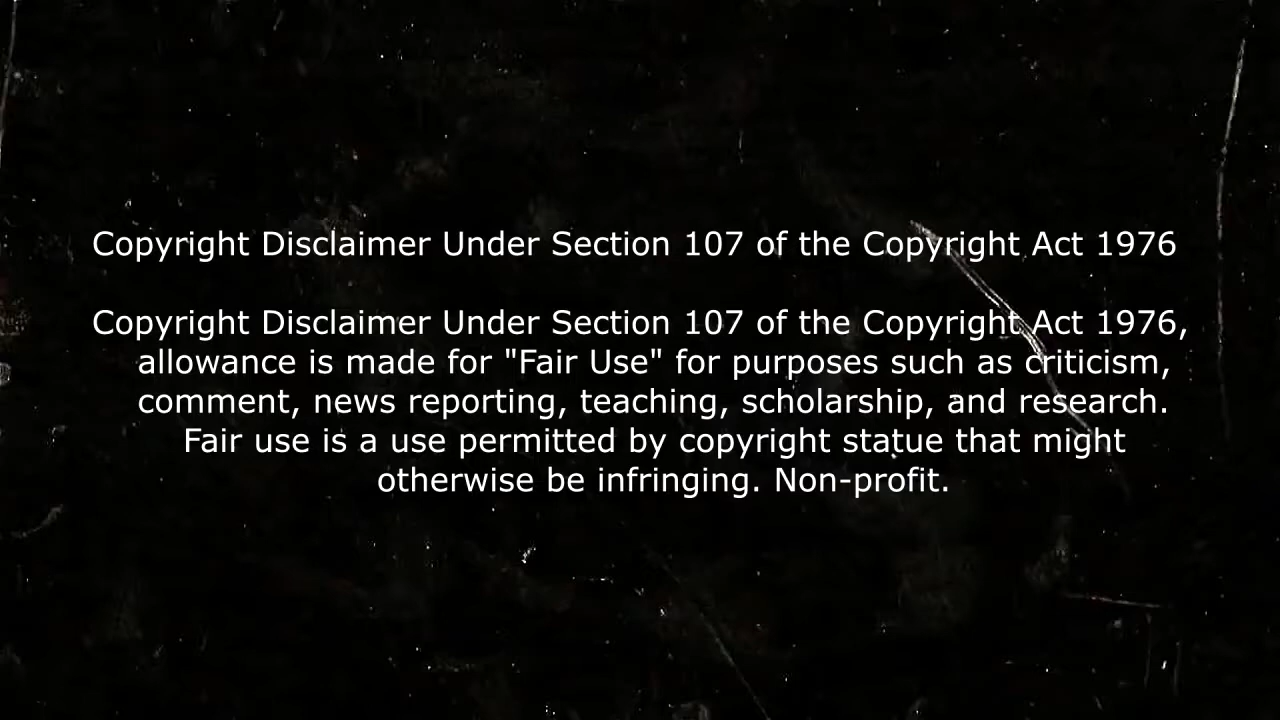 Copyright Disclaimer Under Section 107 of the Copyright Act 1976
Copyright Disclaimer Under Section 107 of the Copyright Act 1976,
allowance is made for "Fair Use" for purposes such as criticism,
comment, news reporting, teaching, scholarship, and research.
Fair use is a use permitted by copyright statue that might
otherwise be infringing. Non-profit.